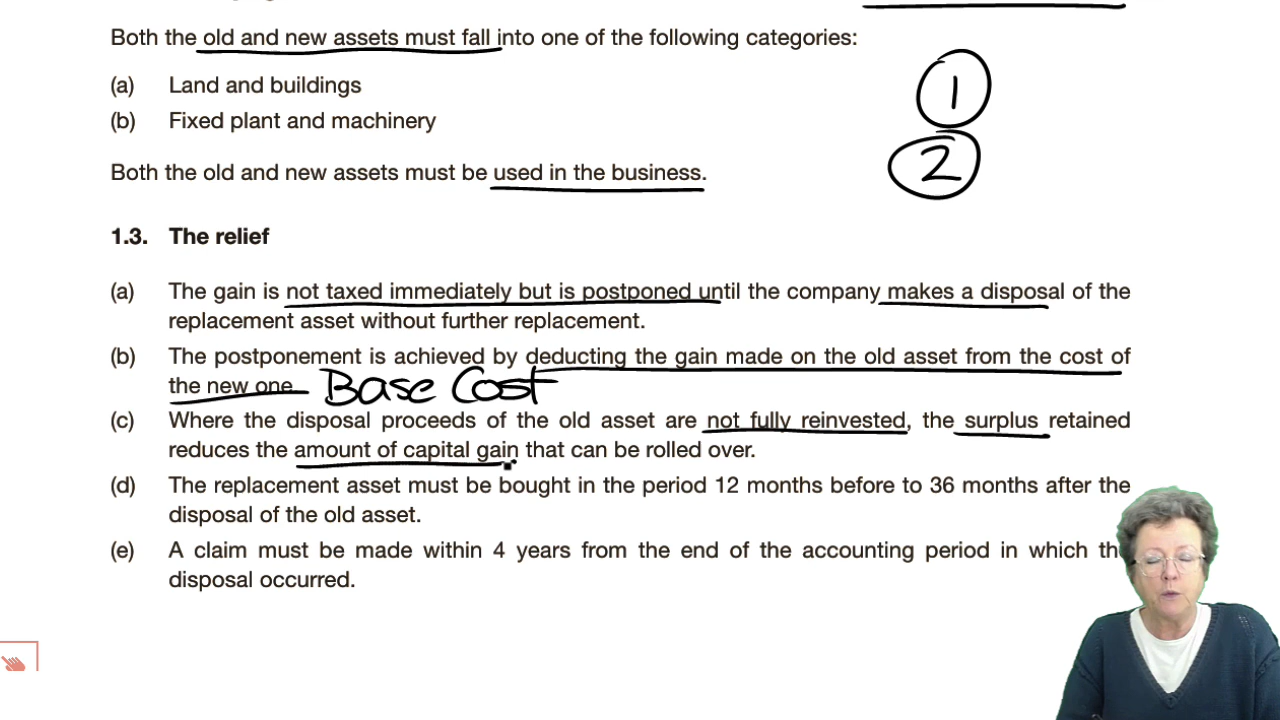 Both the old and new assets must fall into one of the following categories:
1
(a) Land and buildings
(b) Fixed plant and machinery
2
Both the old and new assets must be used in the business.
1.3. The relief
(a) The gain is not taxed immediately but is postponed until the company makes a disposal of the
replacement asset without further replacement.
(b) The postponement is achieved by deducting the gain made on the old asset from the cost of
the new one Base Cost
(c) Where the disposal proceeds of the old asset are not fully reinvested, the surplus retained
reduces the amount of capital gain that can be rolled over.
(d) The replacement asset must be bought in the period 12 months before to 36 months after the
disposal of the old asset.
(e) A claim must be made within 4 years from the end of the accounting period in which th
disposal occurred.